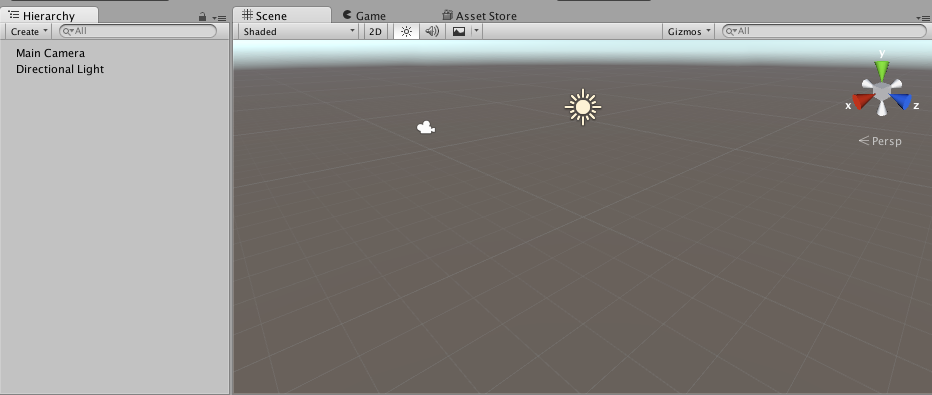 Hierarchy
Create All
Main Camera
Directional Light
Scene Game Asset Store
Shaded 2D Gizmos All
y
x z
Persp